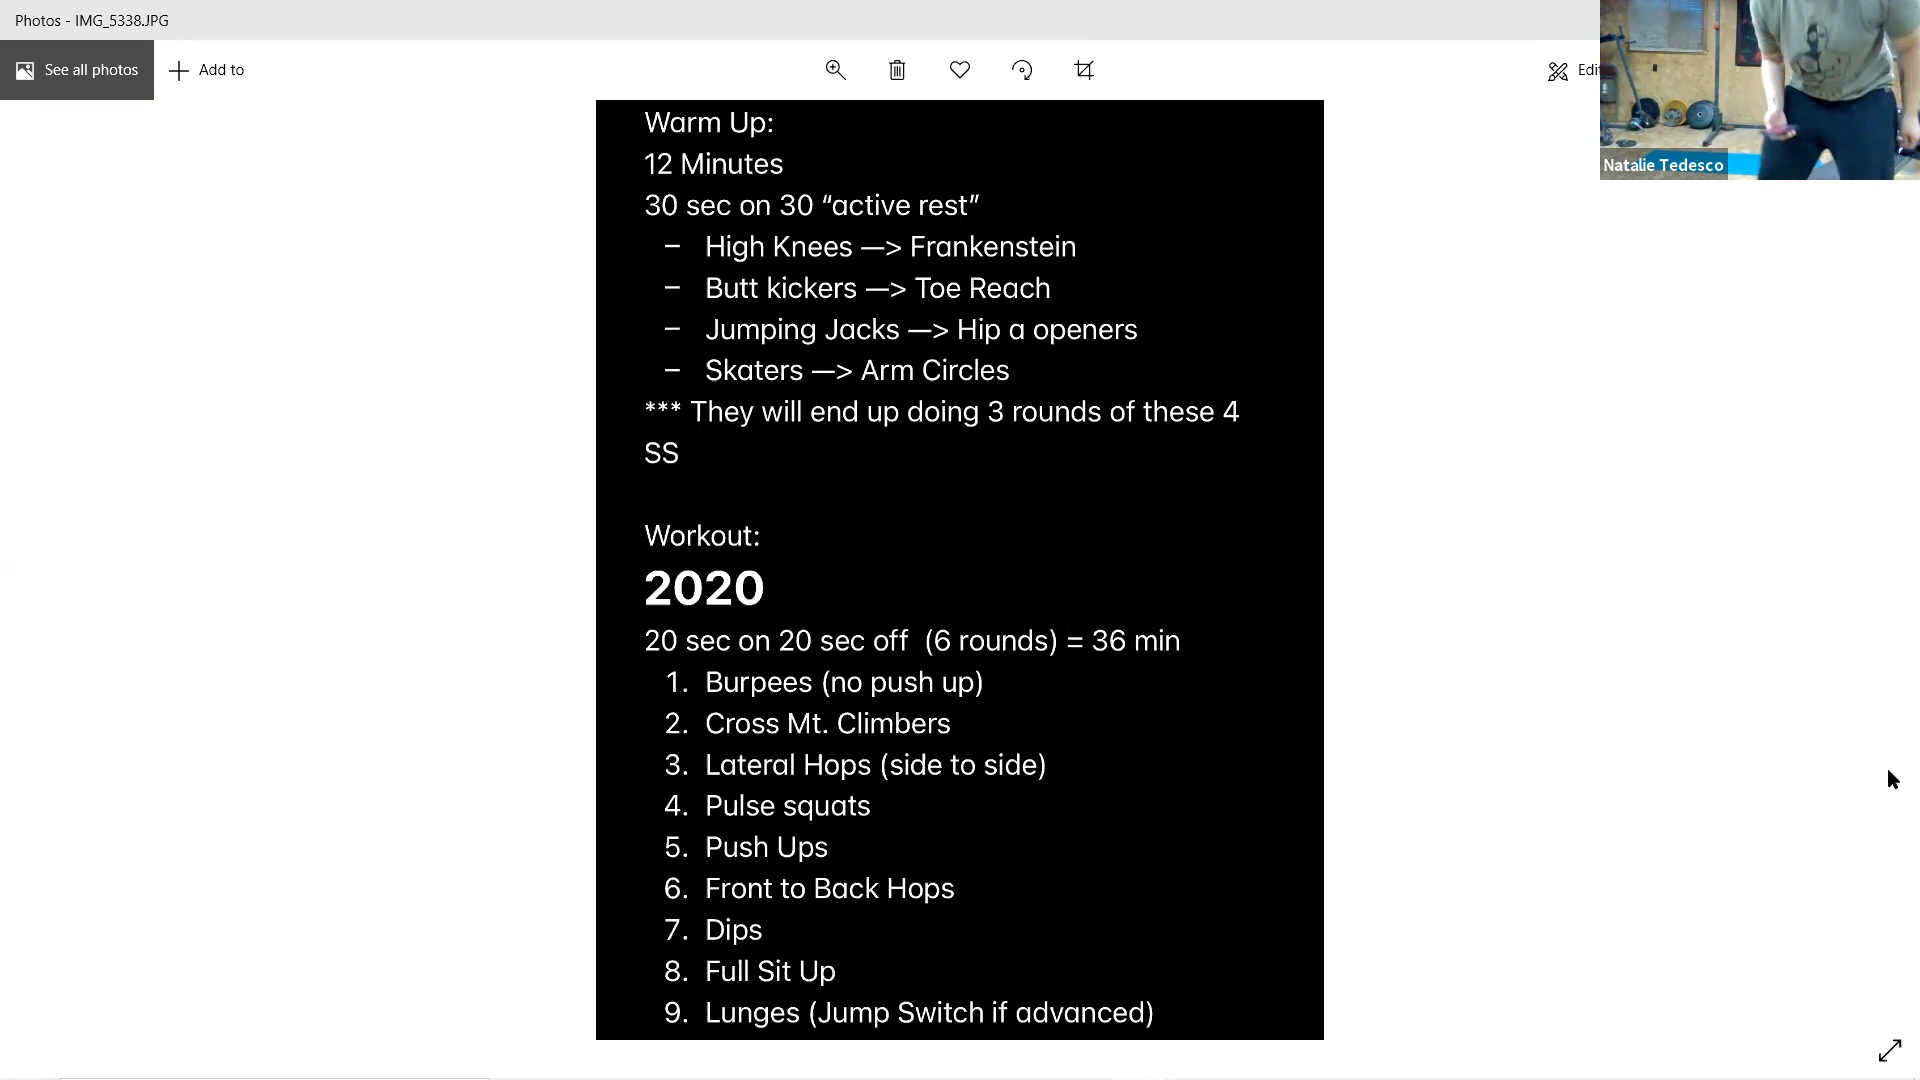 Photos - IMG_5338.JPG
See all photos
Add to
Edi
Natalie Tedesco
Warm Up:
12 Minutes
30 sec on 30 “active rest”
– High Knees —> Frankenstein
– Butt kickers —> Toe Reach
– Jumping Jacks —> Hip a openers
– Skaters —> Arm Circles
*** They will end up doing 3 rounds of these 4
SS
Workout:
2020
20 sec on 20 sec off (6 rounds) = 36 min
1. Burpees (no push up)
2. Cross Mt. Climbers
3. Lateral Hops (side to side)
4. Pulse squats
5. Push Ups
6. Front to Back Hops
7. Dips
8. Full Sit Up
9. Lunges (Jump Switch if advanced)